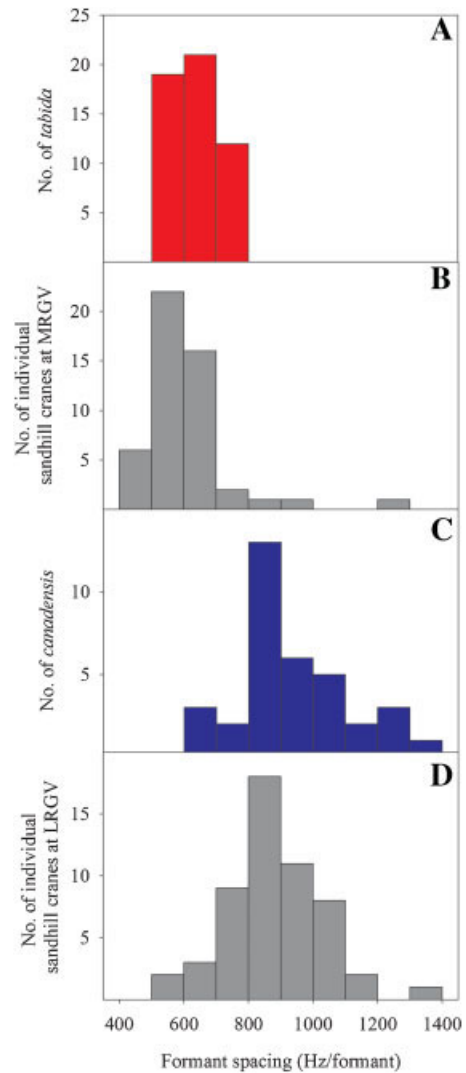 A
25
20
15
10
5
No. of tabida
B
20
15
10
5
No. of individual
sandhill cranes at MRGV
C
10
5
No. of canadensis
D
15
10
5
No. of individual
sandhill cranes at LRGV
400 600 800 1000 1200 1400
Formant spacing (Hz/formant)